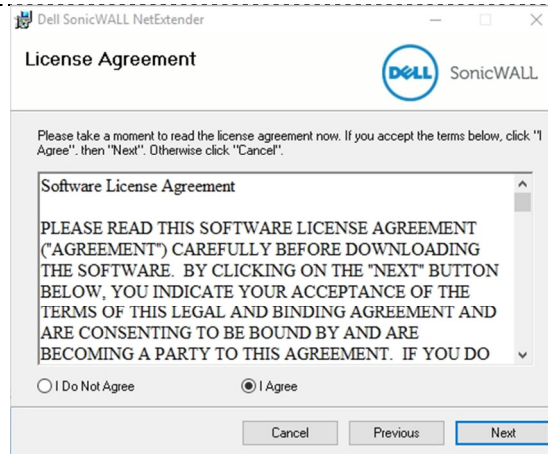 Dell SonicWALL NetExtender
License Agreement
DELL SonicWALL
Please take a moment to read the license agreement now. If you accept the terms below, click "I
Agree". then "Next". Otherwise click "Cancel".
Software License Agreement
PLEASE READ THIS SOFTWARE LICENSE AGREEMENT
("AGREEMENT") CAREFULLY BEFORE DOWNLOADING
THE SOFTWARE. BY CLICKING ON THE "NEXT" BUTTON
BELOW, YOU INDICATE YOUR ACCEPTANCE OF THE
TERMS OF THIS LEGAL AND BINDING AGREEMENT AND
ARE CONSENTING TO BE BOUND BY AND ARE
BECOMING A PARTY TO THIS AGREEMENT. IF YOU DO
I Do Not Agree I Agree
Cancel Previous Next